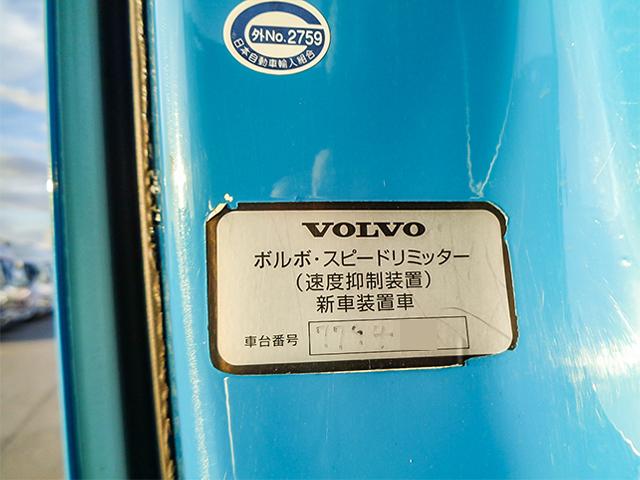 外No.2759
日本自動車輸入組合
VOLVO
ボルボ・スピードリミッター
（速度抑制装置）
新車装置車
車台番号